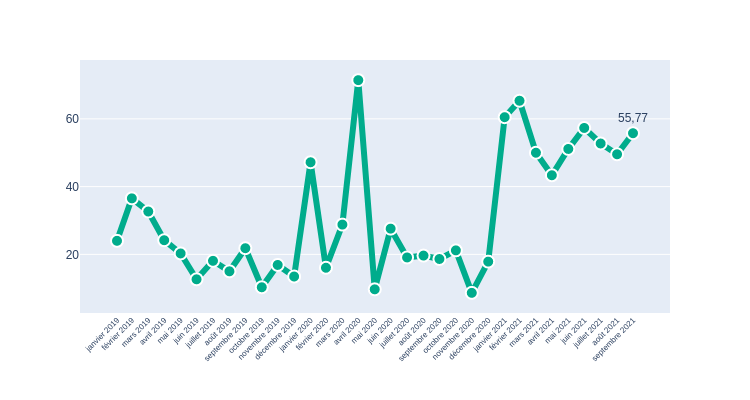 60
40
20
55,77
janvier 2019
février 2019
mars 2019
avril 2019
mai 2019
juin 2019
juillet 2019
août 2019
septembre 2019
octobre 2019
novembre 2019
décembre 2019
janvier 2020
février 2020
mars 2020
avril 2020
mai 2020
juin 2020
juillet 2020
août 2020
septembre 2020
octobre 2020
novembre 2020
décembre 2020
janvier 2021
février 2021
mars 2021
avril 2021
mai 2021
juin 2021
juillet 2021
août 2021
septembre 2021